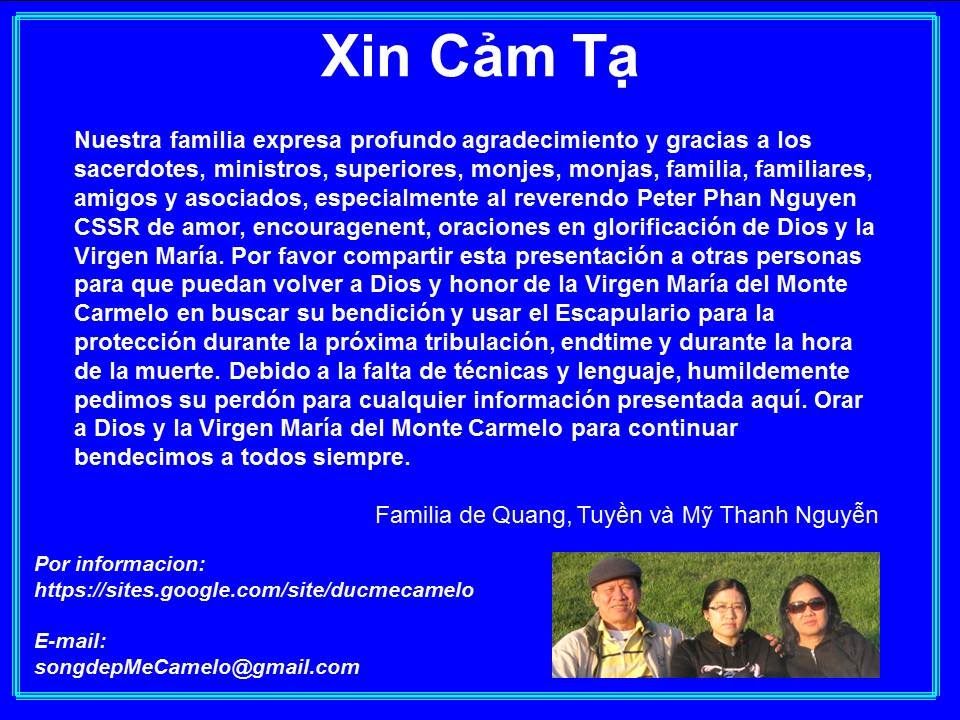 Xin Cảm Tạ
Nuestra familia expresa profundo agradecimiento y gracias a los
sacerdotes, ministros, superiores, monjes, monjas, familia, familiares,
amigos y asociados, especialmente al reverendo Peter Phan Nguyen
CSSR de amor, encouragenent, oraciones en glorificación de Dios y la
Virgen María. Por favor compartir esta presentación a otras personas
para que puedan volver a Dios y honor de la Virgen María del Monte
Carmelo en buscar su bendición y usar el Escapulario para la
protección durante la próxima tribulación, endtime y durante la hora
de la muerte. Debido a la falta de técnicas y lenguaje, humildemente
pedimos su perdón para cualquier información presentada aquí. Orar
a Dios y la Virgen María del Monte Carmelo para continuar
bendecimos a todos siempre.
Familia de Quang, Tuyền và Mỹ Thanh Nguyễn
Por informacion:
https://sites.google.com/site/ducmecamelo
E-mail:
songdepMeCamelo@gmail.com